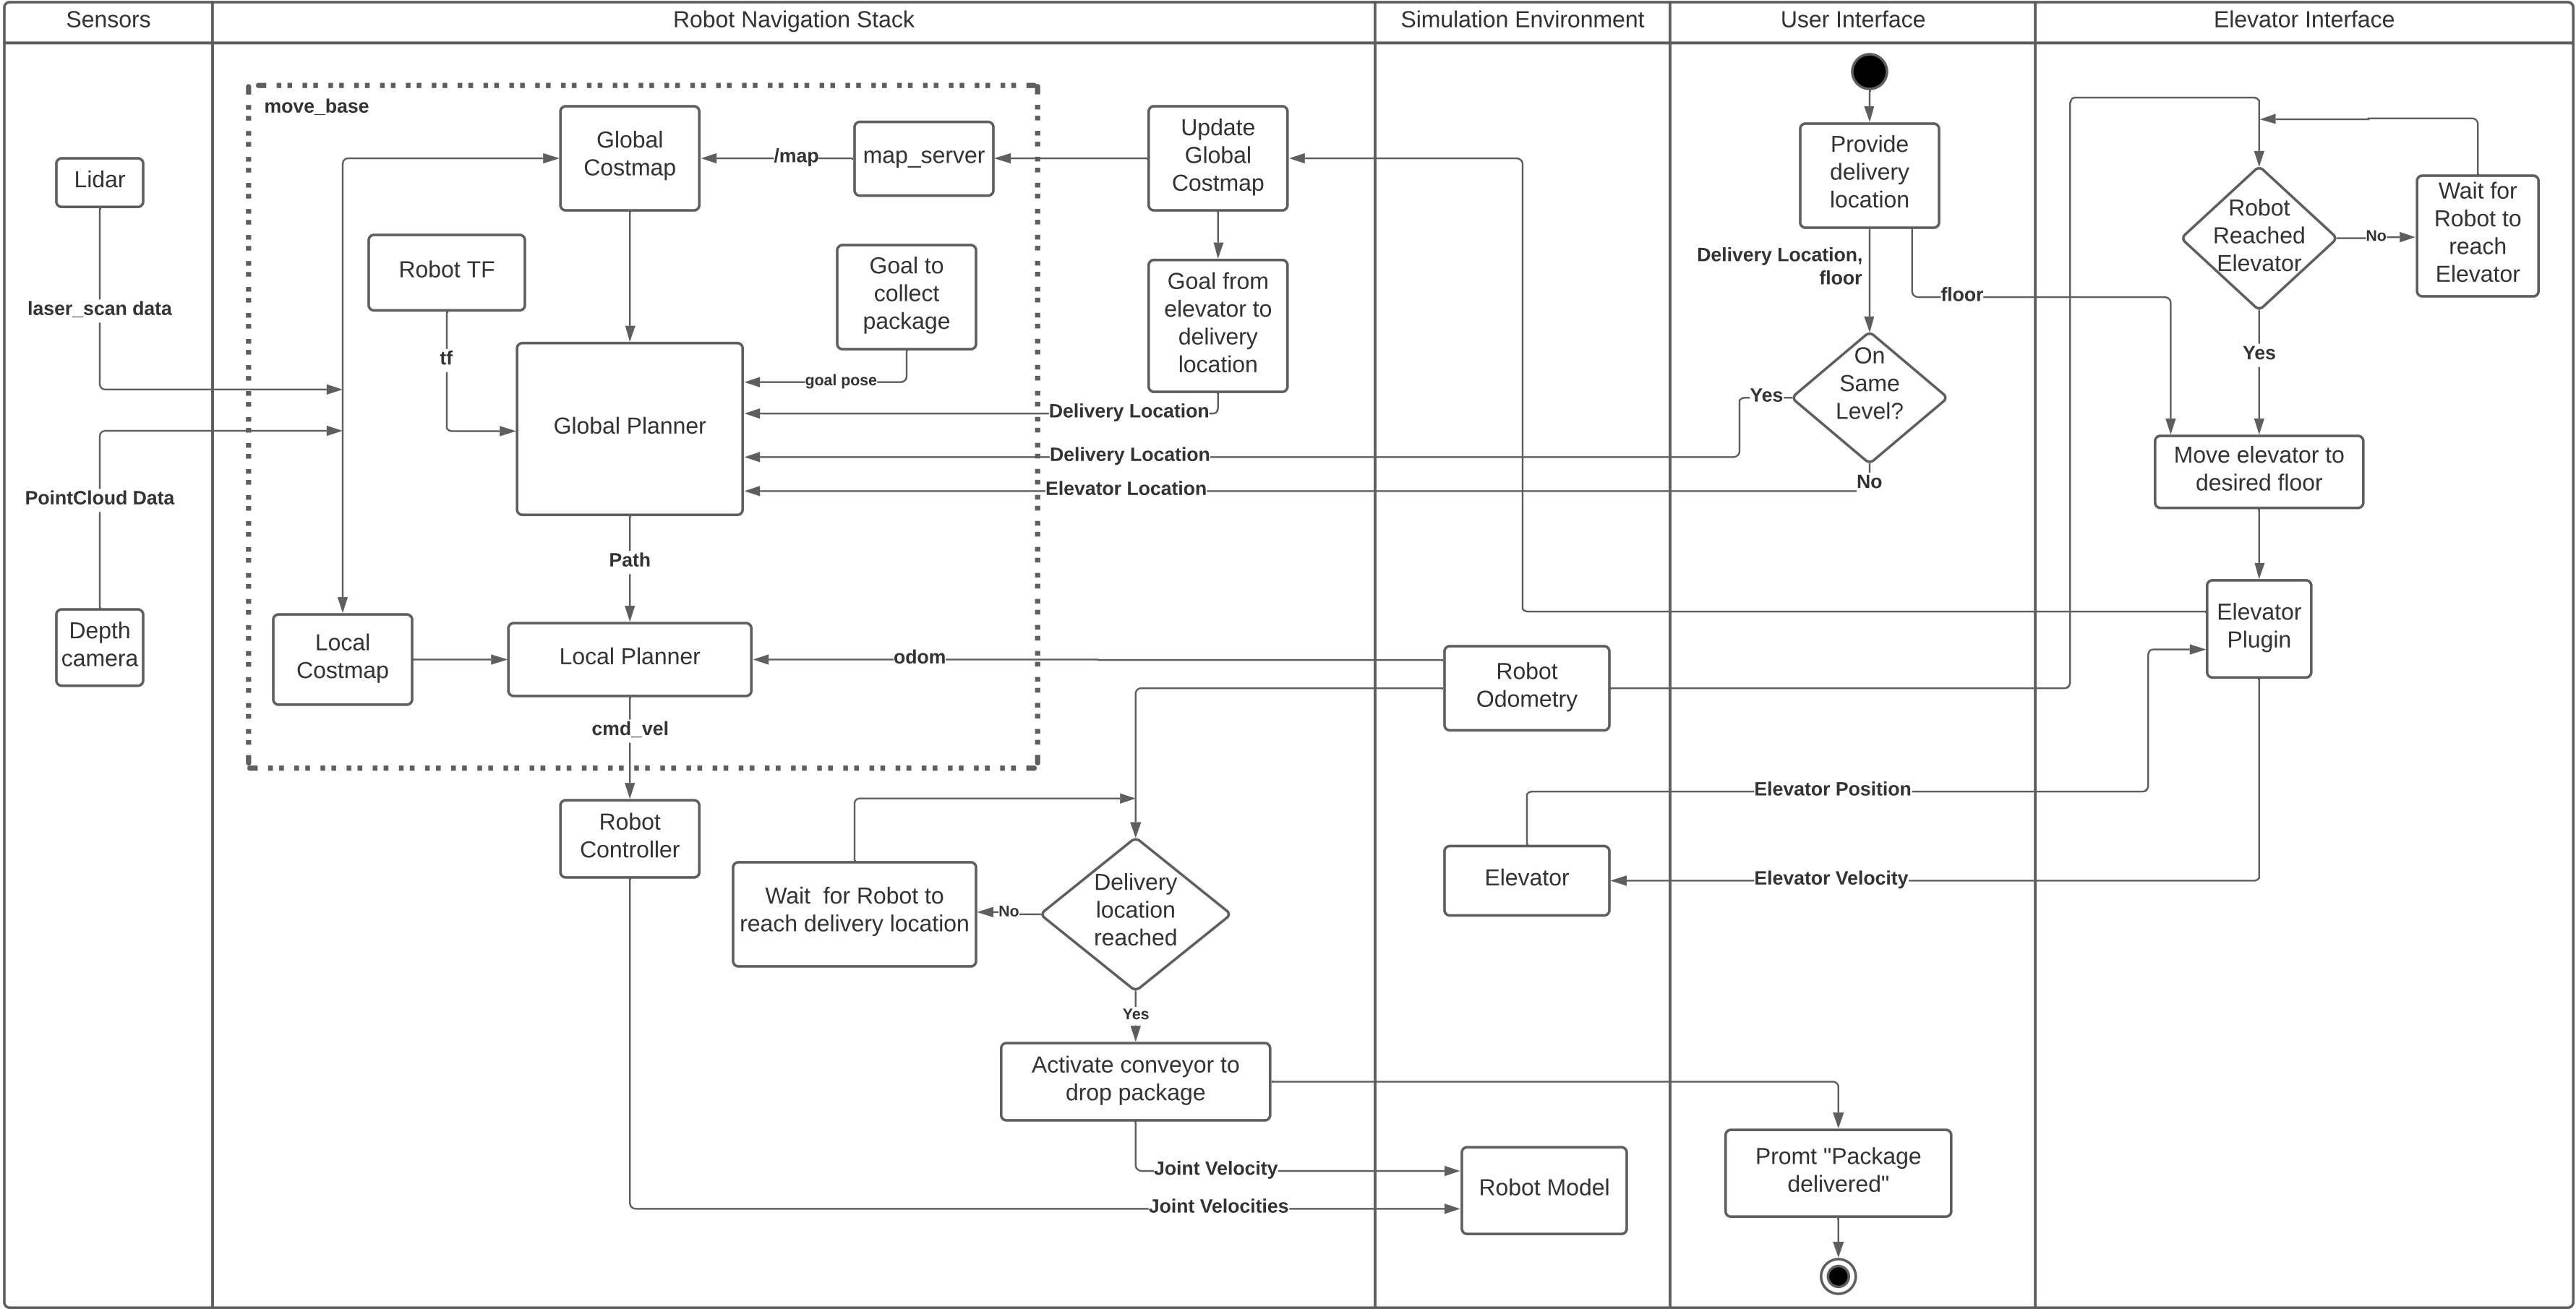 Sensors
Robot Navigation Stack
Simulation Environment
User Interface
Elevator Interface
Lidar
laser_scan data
PointCloud Data
Depth
camera
move_base
Global
Costmap
/map
map_server
Robot TF
tf
Goal to
collect
package
goal pose
Global Planner
Path
Local
Costmap
Local Planner
cmd_vel
Update
Global
Costmap
Goal from
elevator to
delivery
location
Delivery Location
Delivery Location
Elevator Location
odom
Robot
Controller
Wait  for Robot to
reach delivery location
No
Delivery
location
reached
Yes
Activate conveyor to
drop package
Joint Velocity
Joint Velocities
Robot
Odometry
Elevator
Robot Model
Provide
delivery
location
Delivery Location,
floor
floor
On
Same
Level?
Yes
No
Elevator Position
Elevator Velocity
Promt "Package
delivered"
Robot
Reached
Elevator
No
Wait for
Robot to
reach
Elevator
Yes
Move elevator to
desired floor
Elevator
Plugin